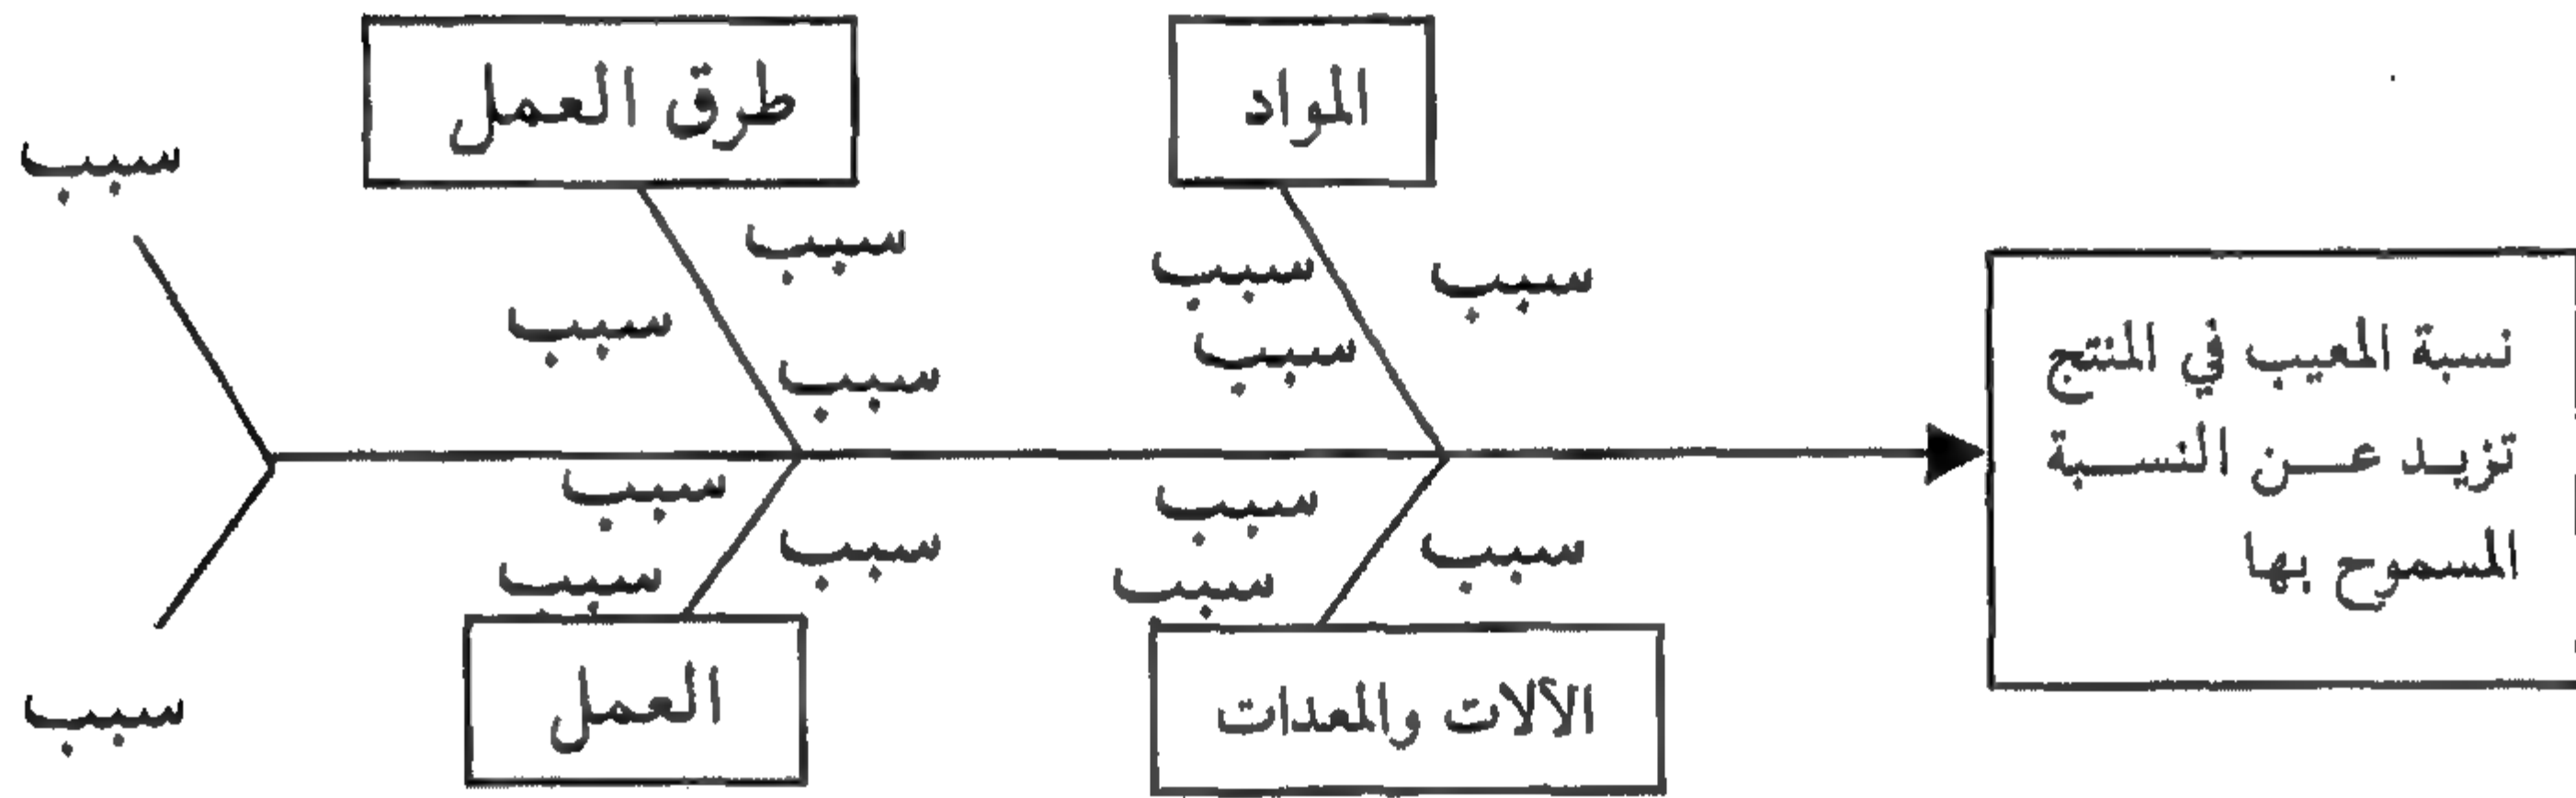 المواد
طرق العمل
سبب
سبب
سبب
سبب
سبب
سبب
سبب
سبب
نسبة المعيب في المنتج
تزيد عن النسبة
المسموح بها
سبب
سبب
سبب
سبب
سبب
سبب
الآلات والمعدات
العمل
سبب